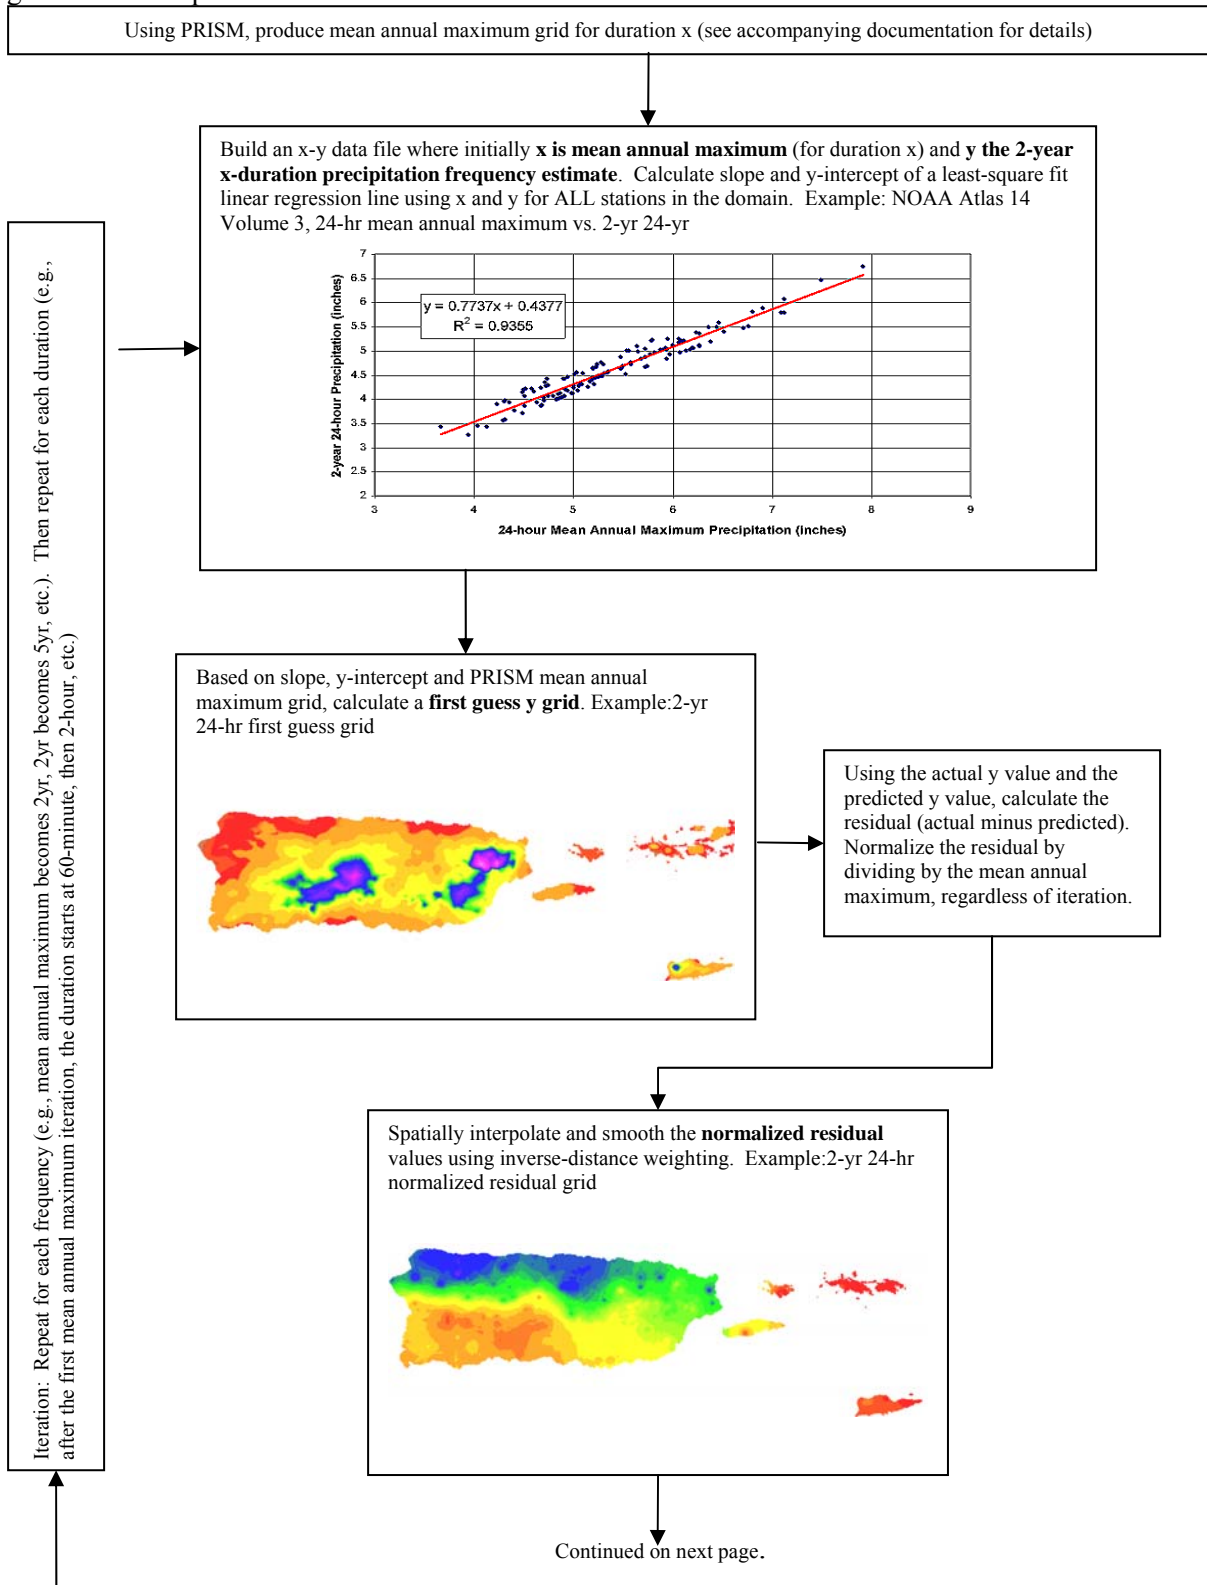 Using PRISM, produce mean annual maximum grid for duration x (see accompanying documentation for details)
Build an x-y data file where initially x is mean annual maximum (for duration x) and y the 2-year
x-duration precipitation frequency estimate. Calculate slope and y-intercept of a least-square fit
linear regression line using x and y for ALL stations in the domain. Example: NOAA Atlas 14
Volume 3, 24-hr mean annual maximum vs. 2-yr 24-yr
2-year 24-hour Precipitation (inches)
7
6.5
6
5.5
5
4.5
4
3.5
3
2.5
2
y = 0.7737x + 0.4377
R² = 0.9355
3 4 5 6 7 8 9
24-hour Mean Annual Maximum Precipitation (inches)
Iteration: Repeat for each frequency (e.g., mean annual maximum becomes 2yr, 2yr becomes 5yr, etc.). Then repeat for each duration (e.g.,
after the first mean annual maximum iteration, the duration starts at 60-minute, then 2-hour, etc.)
Based on slope, y-intercept and PRISM mean annual
maximum grid, calculate a first guess y grid. Example:2-yr
24-hr first guess grid
Using the actual y value and the
predicted y value, calculate the
residual (actual minus predicted).
Normalize the residual by
dividing by the mean annual
maximum, regardless of iteration.
Spatially interpolate and smooth the normalized residual
values using inverse-distance weighting. Example:2-yr 24-hr
normalized residual grid
Continued on next page.